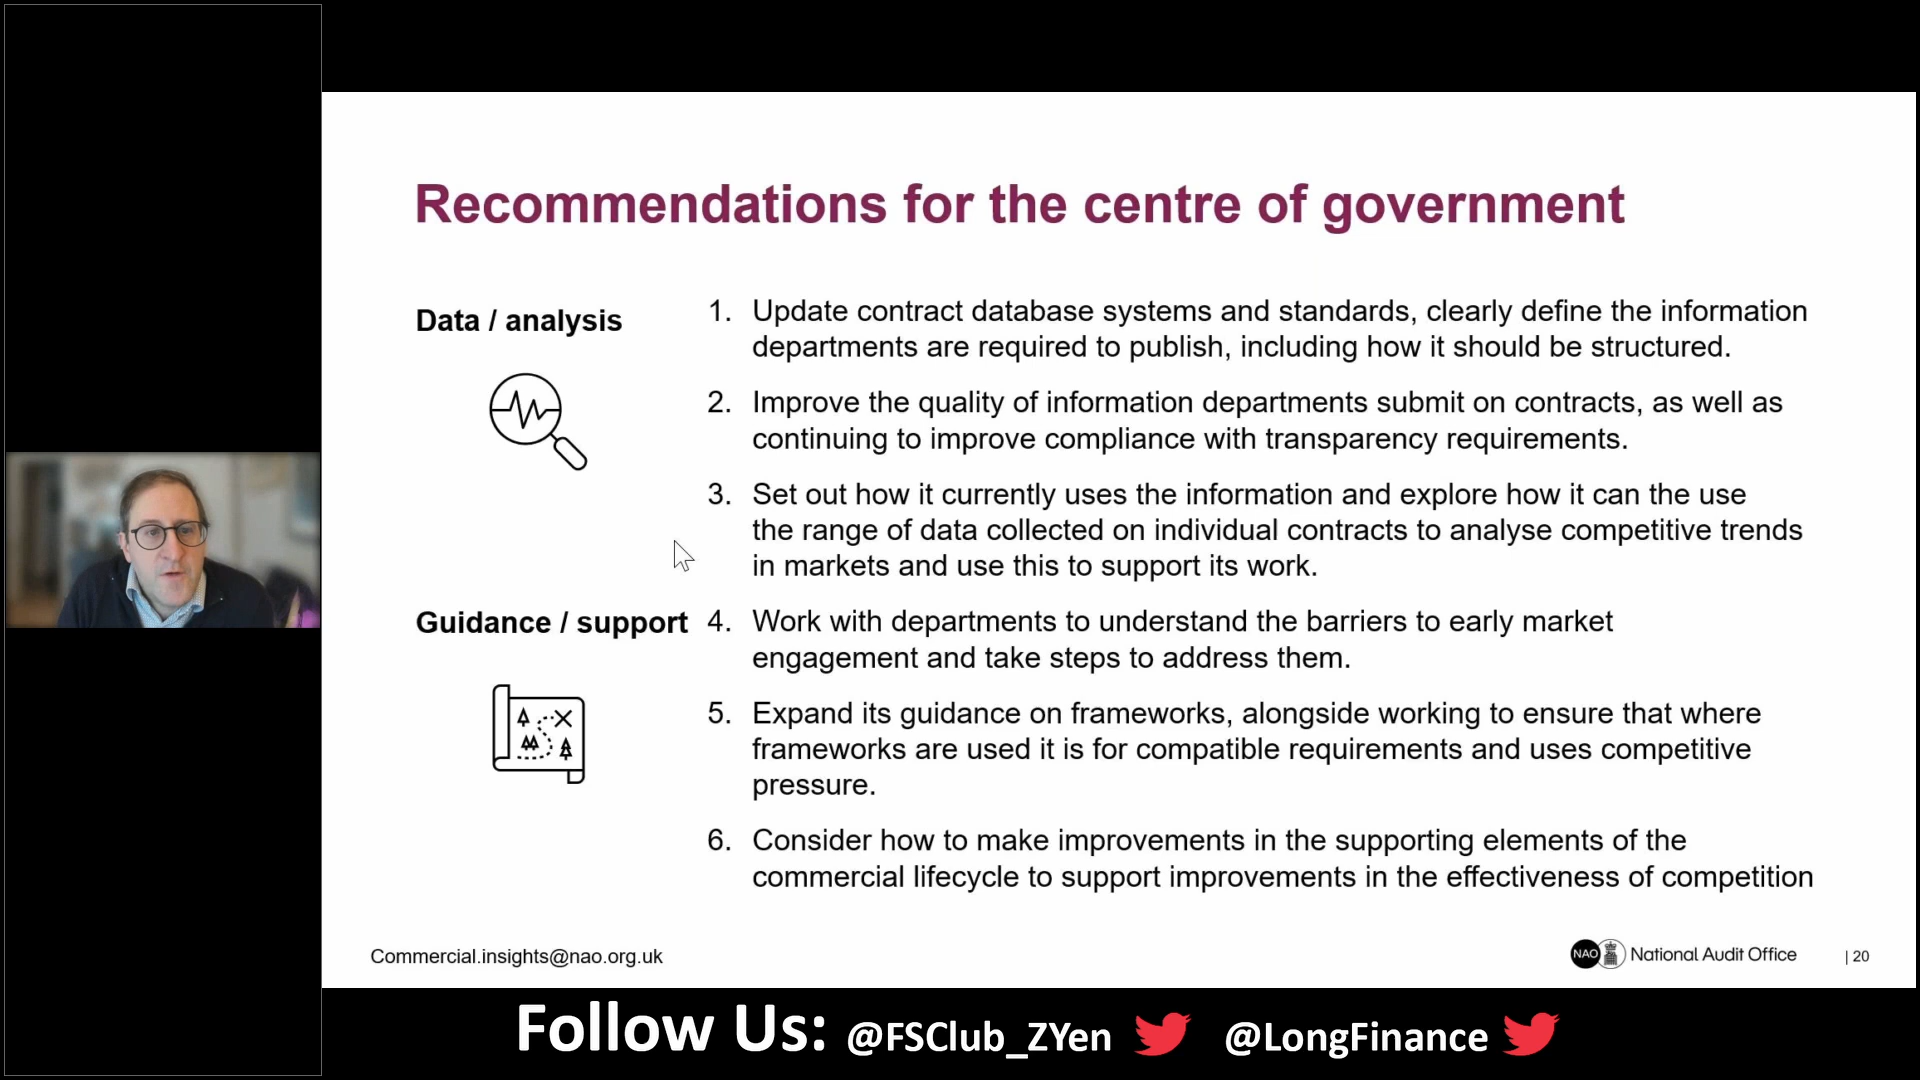 Recommendations for the centre of government
Data / analysis
1. Update contract database systems and standards, clearly define the information
departments are required to publish, including how it should be structured.
2. Improve the quality of information departments submit on contracts, as well as
continuing to improve compliance with transparency requirements.
3. Set out how it currently uses the information and explore how it can the use
the range of data collected on individual contracts to analyse competitive trends
in markets and use this to support its work.
Guidance / support
4. Work with departments to understand the barriers to early market
engagement and take steps to address them.
5. Expand its guidance on frameworks, alongside working to ensure that where
frameworks are used it is for compatible requirements and uses competitive
pressure.
6. Consider how to make improvements in the supporting elements of the
commercial lifecycle to support improvements in the effectiveness of competition
Commercial.insights@nao.org.uk
NAO National Audit Office
| 20
Follow Us: @FSClub_ZYen @LongFinance